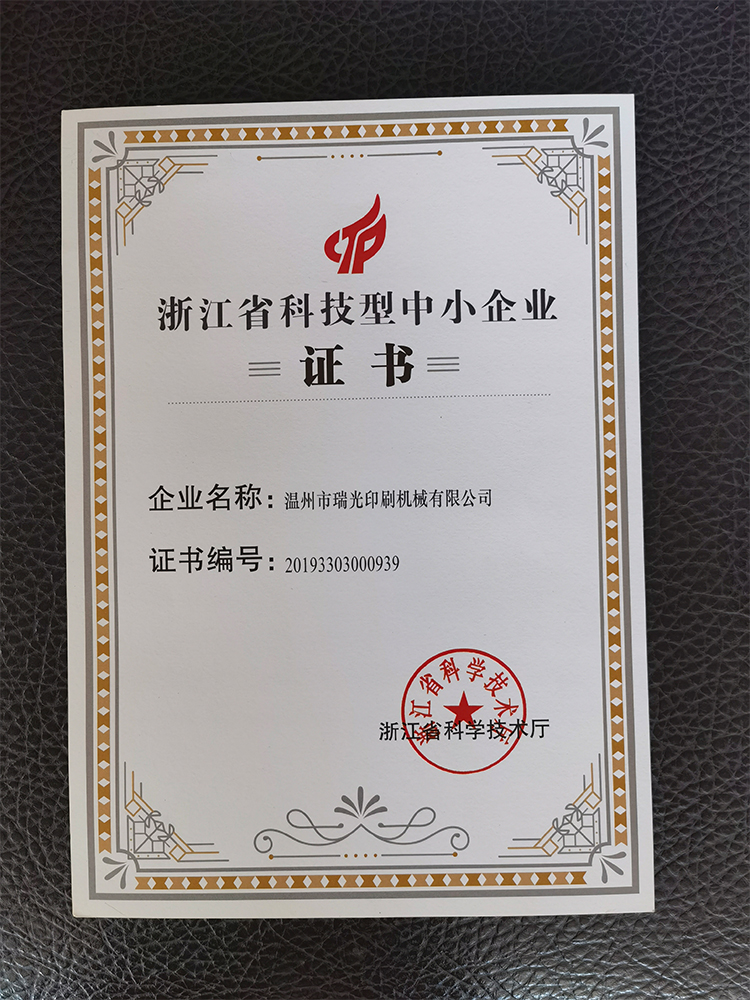 浙江省科技型中小企业
证书
企业名称：温州市瑞光印刷机械有限公司
证书编号：20193303000939
浙江省科学技术厅
浙江省科学技术厅